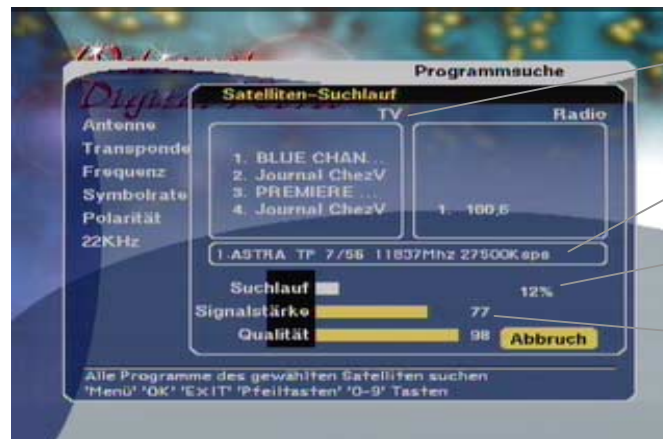 Programmsuche
Digital
Satelliten-Suchlauf
TV
Radio
Antenne
Transponde
Frequenz
Symbolrate
Polarität
22KHz
1. BLUE CHAN...
2. Journal ChezV
3. PREMIERE ...
4. Journal ChezV
1. 100,6
1.ASTRA TP 7/56 11837Mhz 27500Ksps
Suchlauf 12%
Signalstärke 77
Qualität 98 Abbruch
Alle Programme des gewählten Satelliten suchen
'Menü' 'OK' 'EXIT' 'Pfeiltasten' '0-9' Tasten